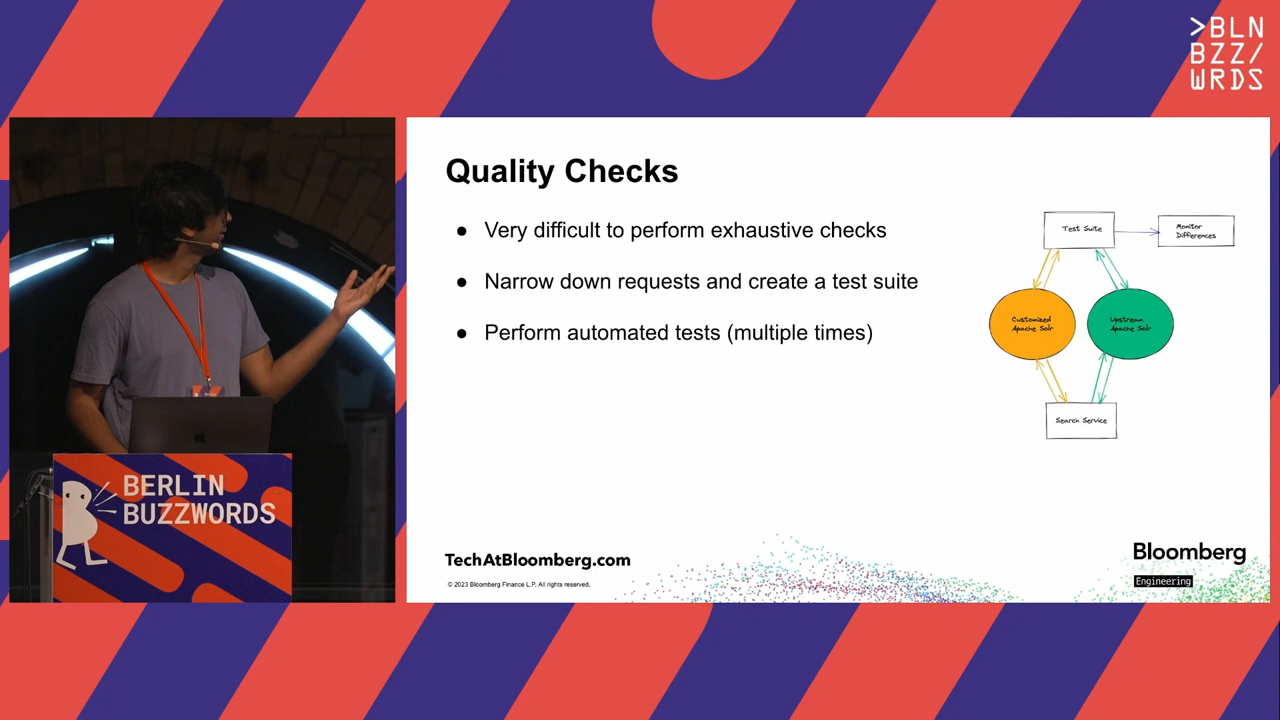 >BLN
BZZ/
WRDS
Quality Checks
● Very difficult to perform exhaustive checks
● Narrow down requests and create a test suite
● Perform automated tests (multiple times)
Test Suite
Monitor
Differences
Customized
Apache Solr
Upstream
Apache Solr
Search Service
BERLIN
BUZZWORDS
TechAtBloomberg.com
© 2023 Bloomberg Finance L.P. All rights reserved.
Bloomberg
Engineering